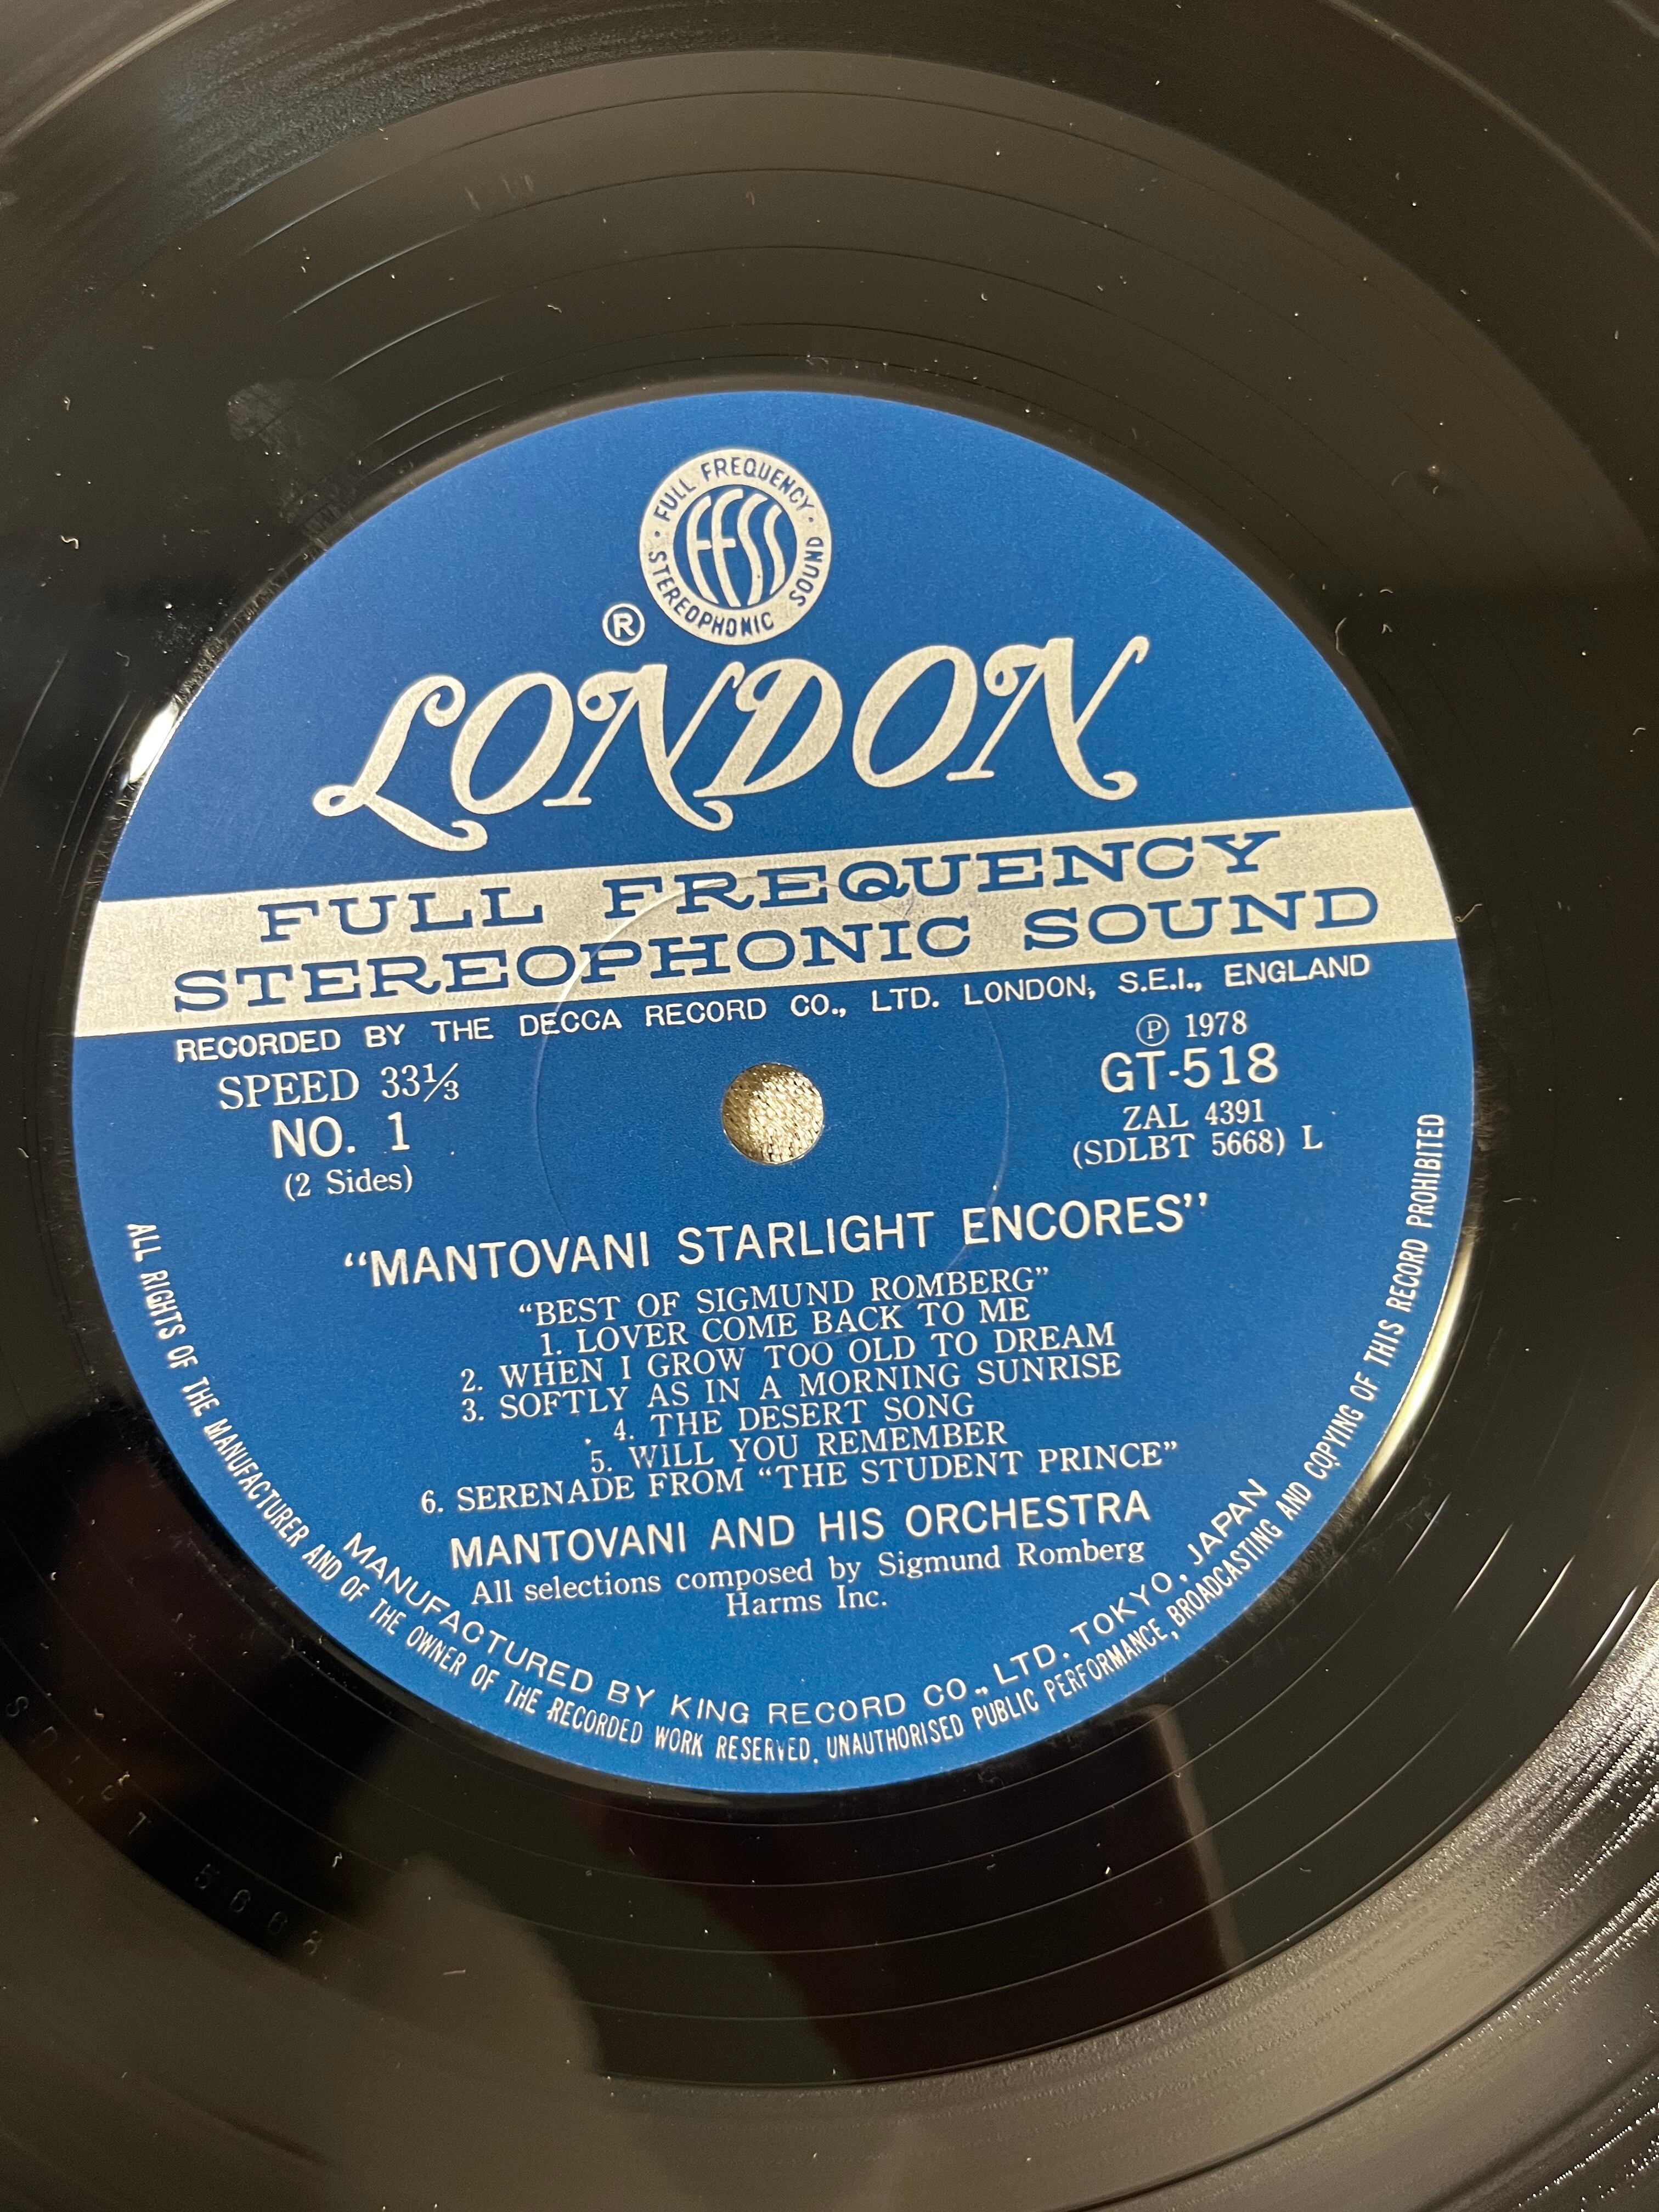 FULL FREQUENCY
STEREOPHONIC SOUND
FFSS
®
LONDON
FULL FREQUENCY
STEREOPHONIC SOUND
RECORDED BY THE DECCA RECORD CO., LTD. LONDON, S.E.I., ENGLAND
SPEED 33⅓
NO. 1
(2 Sides)
Ⓟ 1978
GT-518
ZAL 4391
(SDLBT 5668) L
“MANTOVANI STARLIGHT ENCORES”
“BEST OF SIGMUND ROMBERG”
1. LOVER COME BACK TO ME
2. WHEN I GROW TOO OLD TO DREAM
3. SOFTLY AS IN A MORNING SUNRISE
4. THE DESERT SONG
5. WILL YOU REMEMBER
6. SERENADE FROM “THE STUDENT PRINCE”
MANTOVANI AND HIS ORCHESTRA
All selections composed by Sigmund Romberg
Harms Inc.
MANUFACTURED BY KING RECORD CO., LTD. TOKYO, JAPAN
ALL RIGHTS OF THE MANUFACTURER AND OF THE OWNER OF THE RECORDED WORK RESERVED. UNAUTHORISED PUBLIC PERFORMANCE, BROADCASTING AND COPYING OF THIS RECORD PROHIBITED
5668